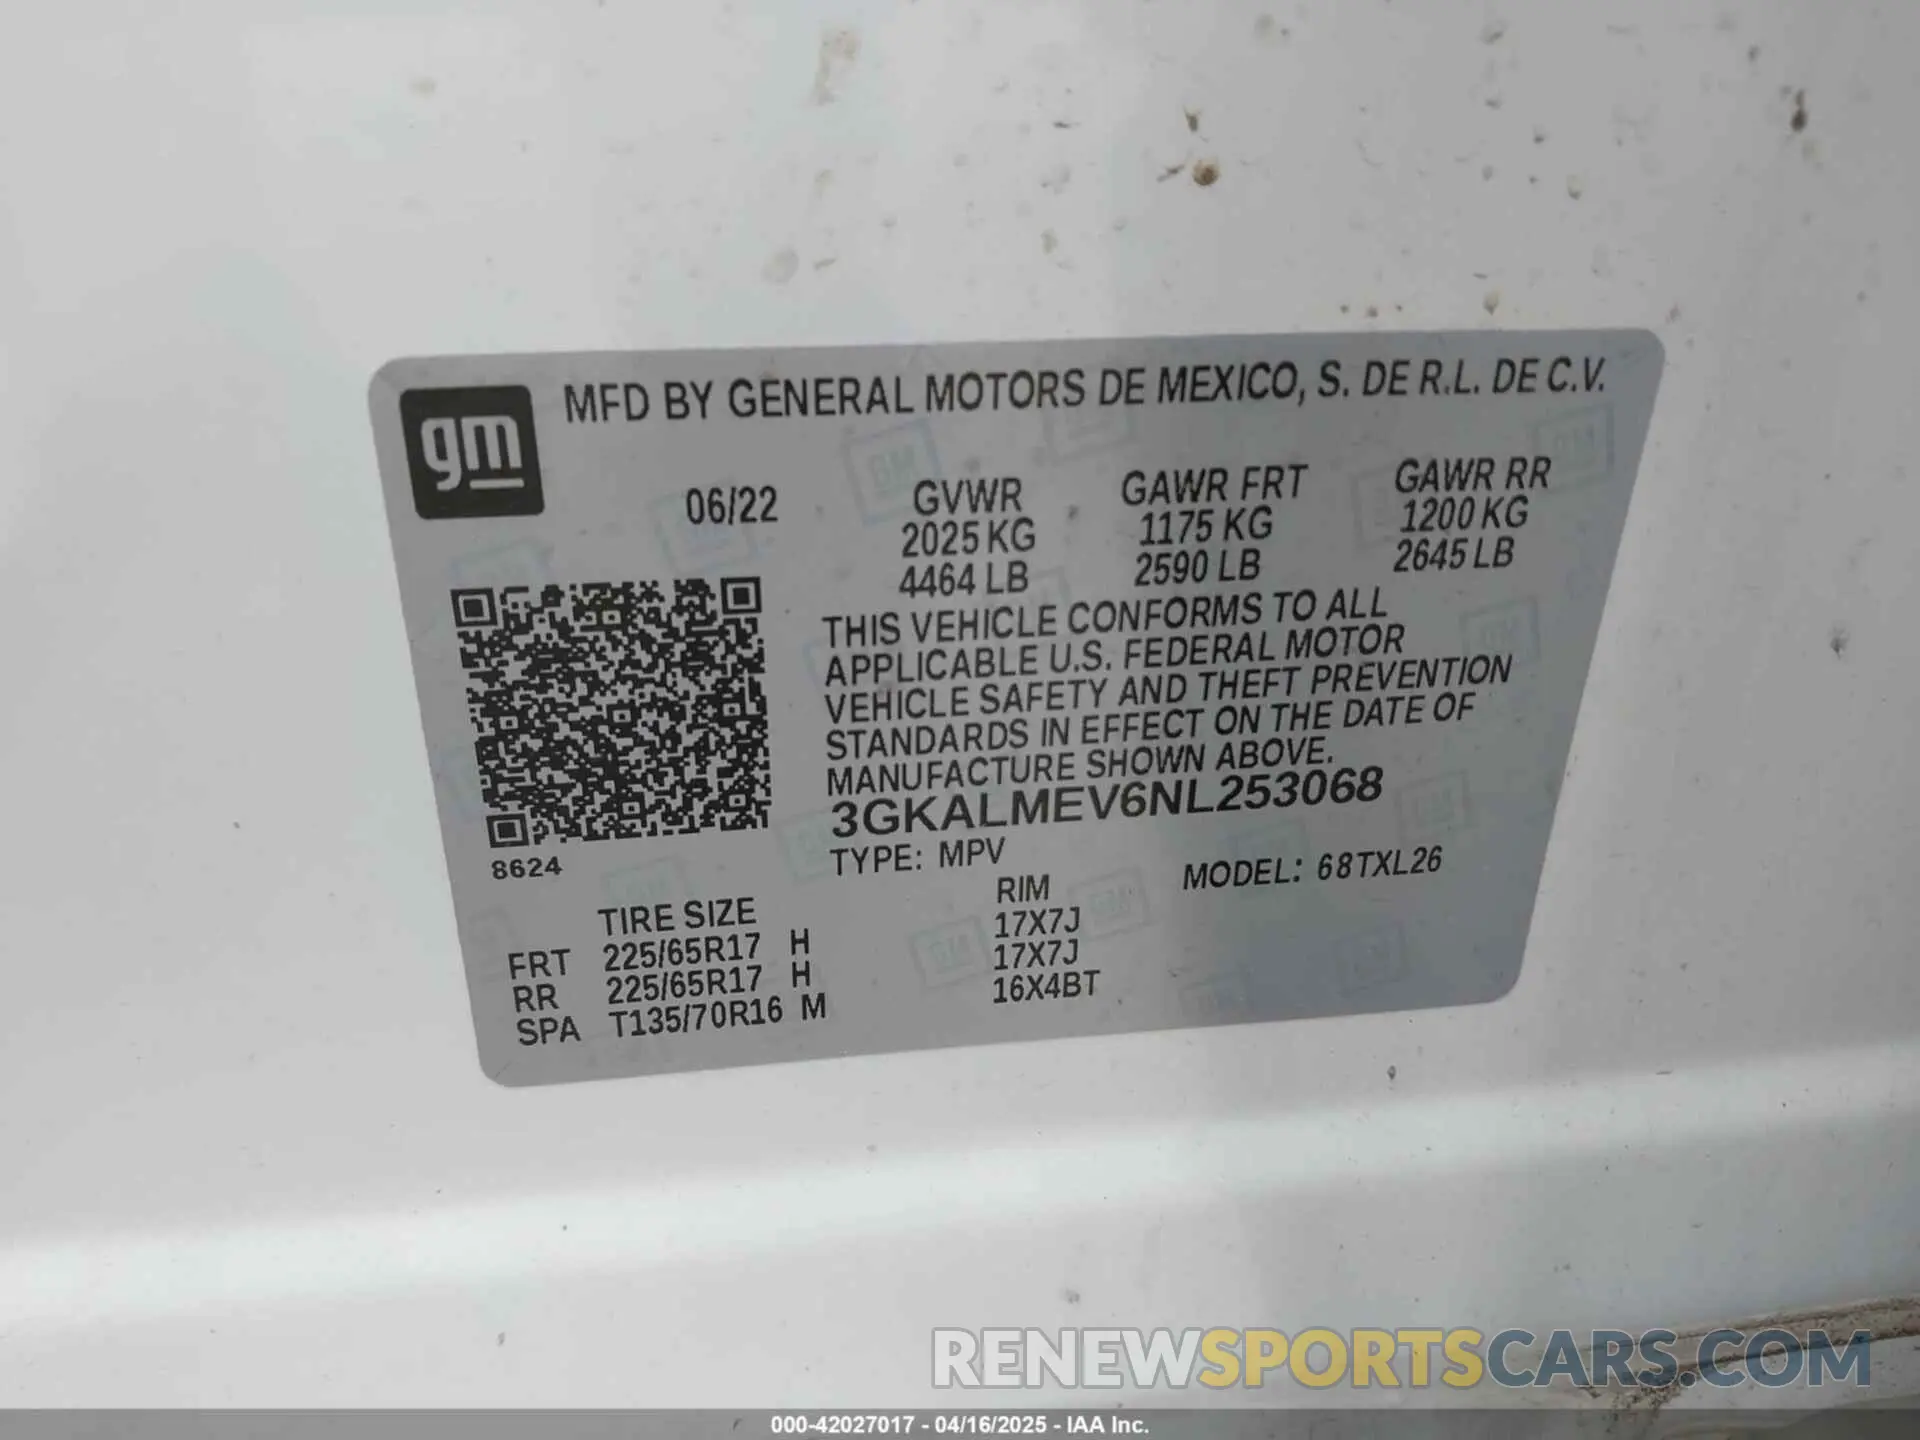 gm
MFD BY GENERAL MOTORS DE MEXICO, S. DE R.L. DE C.V.
06/22
GVWR
2025 KG
4464 LB
GAWR FRT
1175 KG
2590 LB
GAWR RR
1200 KG
2645 LB
THIS VEHICLE CONFORMS TO ALL
APPLICABLE U.S. FEDERAL MOTOR
VEHICLE SAFETY AND THEFT PREVENTION
STANDARDS IN EFFECT ON THE DATE OF
MANUFACTURE SHOWN ABOVE.
3GKALMEV6NL253068
TYPE: MPV
MODEL: 68TXL26
8624
TIRE SIZE RIM
FRT 225/65R17 H 17X7J
RR 225/65R17 H 17X7J
SPA T135/70R16 M 16X4BT
RENEWSPORTSCARS.COM
000-42027017 - 04/16/2025 - IAA Inc.